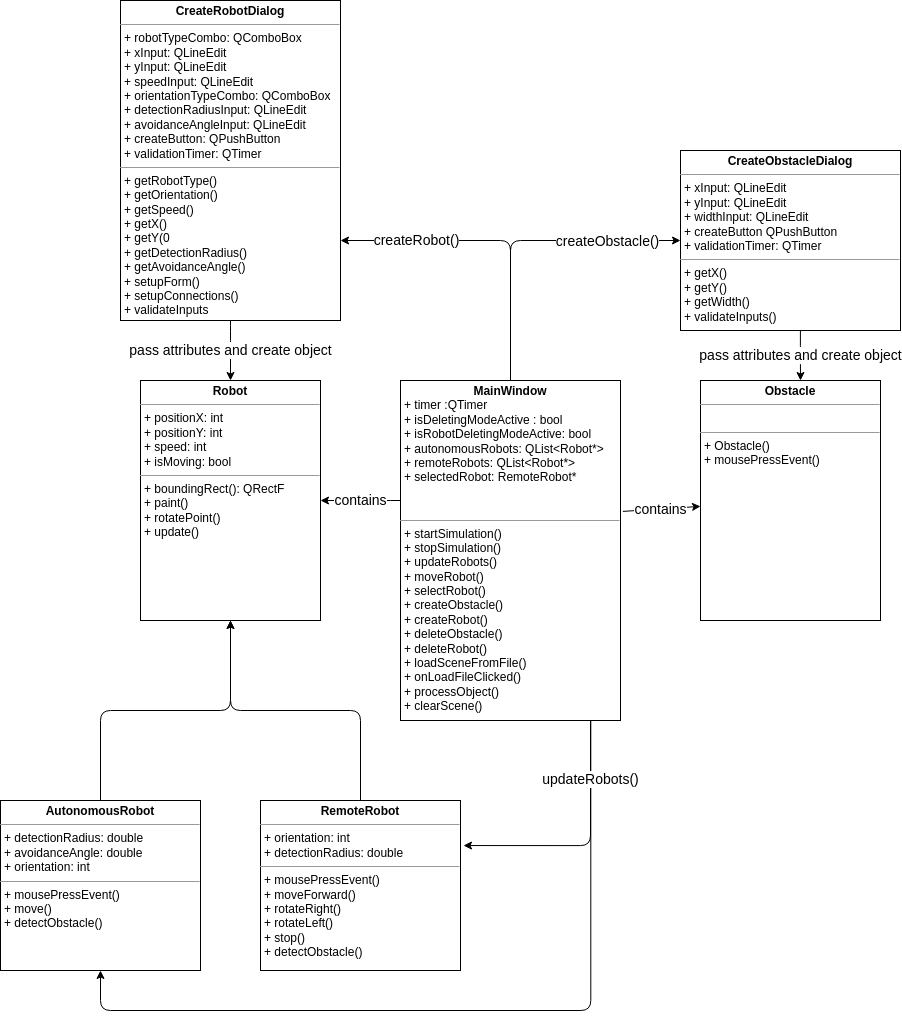 CreateRobotDialog
+ robotTypeCombo: QComboBox
+ xInput: QLineEdit
+ yInput: QLineEdit
+ speedInput: QLineEdit
+ orientationTypeCombo: QComboBox
+ detectionRadiusInput: QLineEdit
+ avoidanceAngleInput: QLineEdit
+ createButton: QPushButton
+ validationTimer: QTimer
+ getRobotType()
+ getOrientation()
+ getSpeed()
+ getX()
+ getY(0
+ getDetectionRadius()
+ getAvoidanceAngle()
+ setupForm()
+ setupConnections()
+ validateInputs
createRobot()
createObstacle()
CreateObstacleDialog
+ xInput: QLineEdit
+ yInput: QLineEdit
+ widthInput: QLineEdit
+ createButton QPushButton
+ validationTimer: QTimer
+ getX()
+ getY()
+ getWidth()
+ validateInputs()
pass attributes and create object
pass attributes and create object
Robot
+ positionX: int
+ positionY: int
+ speed: int
+ isMoving: bool
+ boundingRect(): QRectF
+ paint()
+ rotatePoint()
+ update()
contains
MainWindow
+ timer :QTimer
+ isDeletingModeActive : bool
+ isRobotDeletingModeActive: bool
+ autonomousRobots: QList<Robot*>
+ remoteRobots: QList<Robot*>
+ selectedRobot: RemoteRobot*
+ startSimulation()
+ stopSimulation()
+ updateRobots()
+ moveRobot()
+ selectRobot()
+ createObstacle()
+ createRobot()
+ deleteObstacle()
+ deleteRobot()
+ loadSceneFromFile()
+ onLoadFileClicked()
+ processObject()
+ clearScene()
contains
Obstacle
+ Obstacle()
+ mousePressEvent()
updateRobots()
AutonomousRobot
+ detectionRadius: double
+ avoidanceAngle: double
+ orientation: int
+ mousePressEvent()
+ move()
+ detectObstacle()
RemoteRobot
+ orientation: int
+ detectionRadius: double
+ mousePressEvent()
+ moveForward()
+ rotateRight()
+ rotateLeft()
+ stop()
+ detectObstacle()